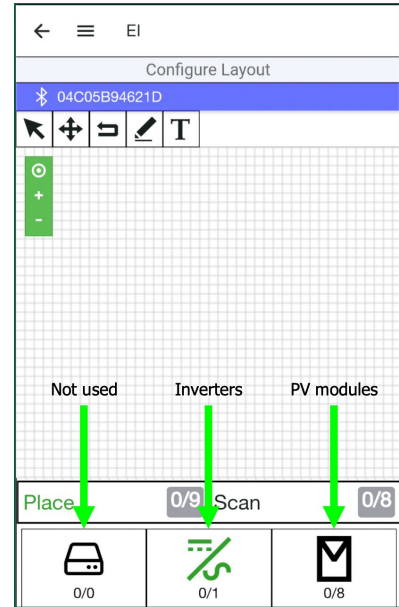 EI
Configure Layout
04C05B94621D
T
+
-
Not used Inverters PV modules
Place 0/9 Scan 0/8
0/0 0/1 0/8